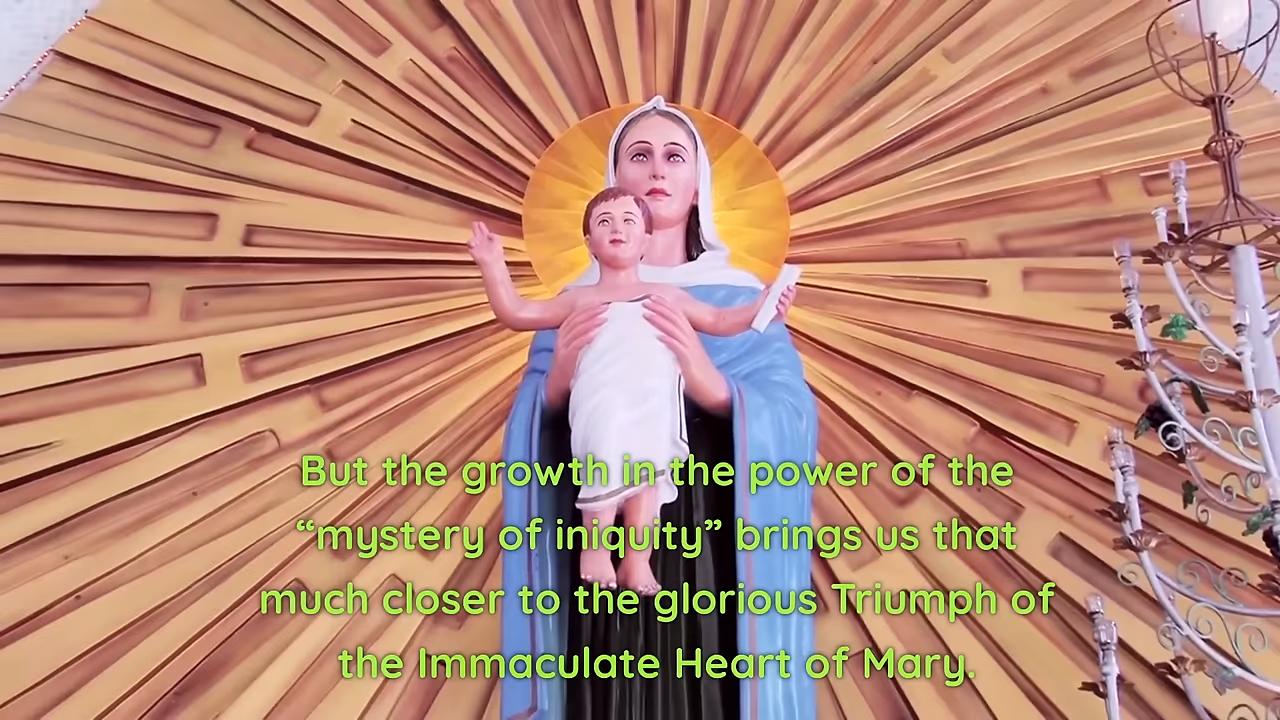 But the growth in the power of the
“mystery of iniquity” brings us that
much closer to the glorious Triumph of
the Immaculate Heart of Mary.